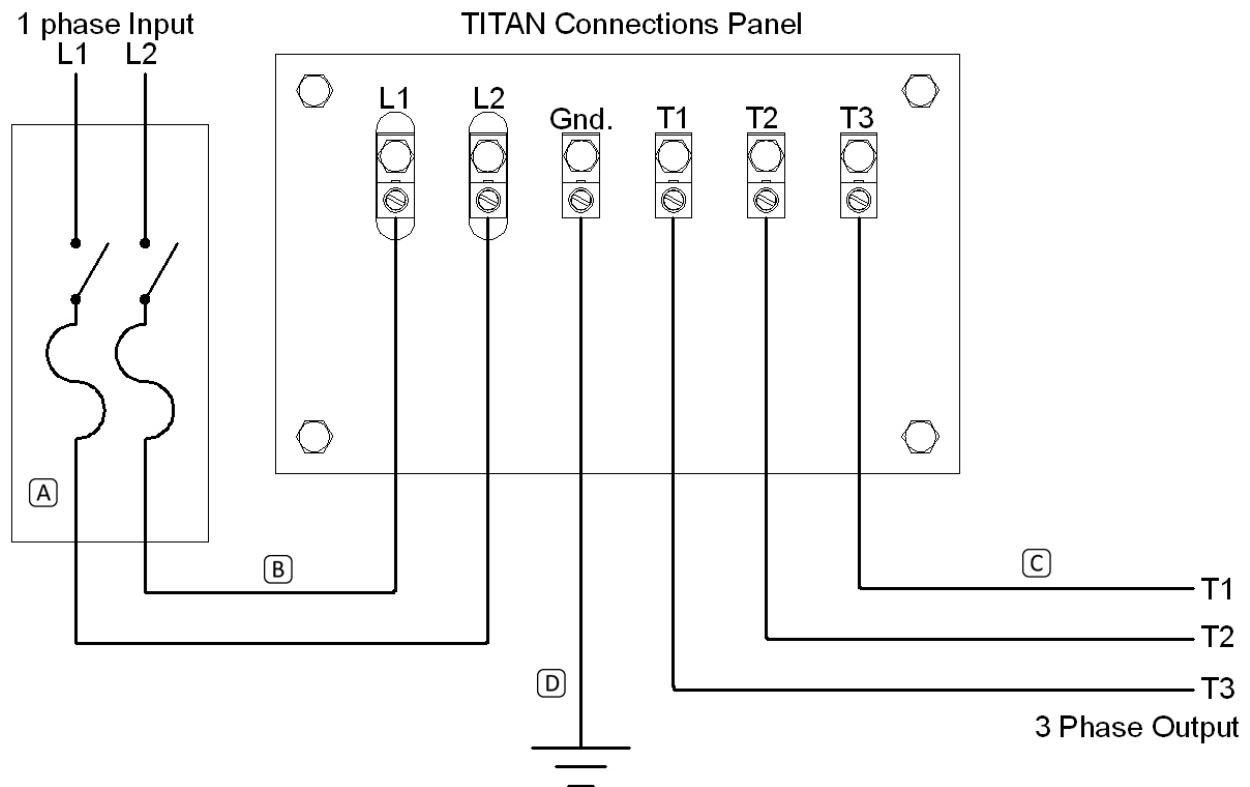 1 phase Input
L1 L2
TITAN Connections Panel
L1 L2 Gnd. T1 T2 T3
A
B
C
D
T1
T2
T3
3 Phase Output